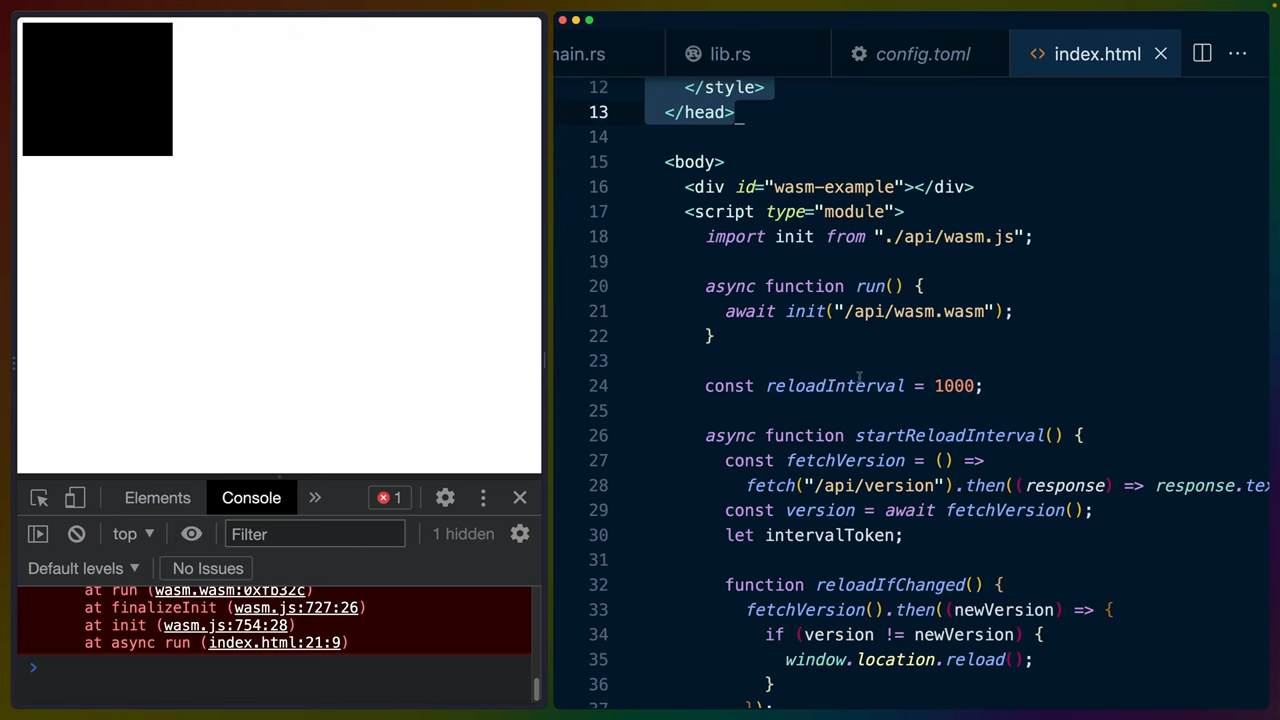 Elements
Console
»
1
top ▼
Filter
1 hidden
Default levels ▼
No Issues
at run (wasm.wasm:0xfb32c)
at finalizeInit (wasm.js:727:26)
at init (wasm.js:754:28)
at async run (index.html:21:9)
>
ain.rs
lib.rs
config.toml
<> index.html
12 </style>
13 </head>
14
15 <body>
16 <div id="wasm-example"></div>
17 <script type="module">
18 import init from "./api/wasm.js";
19
20 async function run() {
21 await init("/api/wasm.wasm");
22 }
23
24 const reloadInterval = 1000;
25
26 async function startReloadInterval() {
27 const fetchVersion = () =>
28 fetch("/api/version").then((response) => response.tex
29 const version = await fetchVersion();
30 let intervalToken;
31
32 function reloadIfChanged() {
33 fetchVersion().then((newVersion) => {
34 if (version != newVersion) {
35 window.location.reload();
36 }
37 });